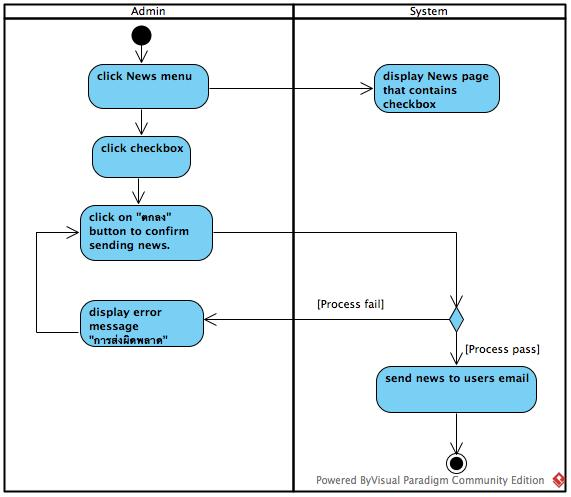 Admin
System
click News menu
display News page
that contains
checkbox
click checkbox
click on "ตกลง"
button to confirm
sending news.
[Process fail]
display error
message
"การส่งผิดพลาด"
[Process pass]
send news to users email
Powered ByVisual Paradigm Community Edition